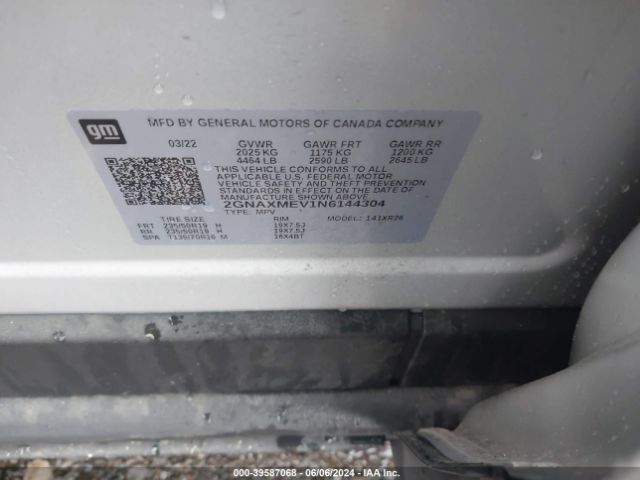 gm
MFD BY GENERAL MOTORS OF CANADA COMPANY
03/22 GVWR GAWR FRT GAWR RR
2025 KG 1175 KG 1200 KG
4464 LB 2590 LB 2645 LB
THIS VEHICLE CONFORMS TO ALL
APPLICABLE U.S. FEDERAL MOTOR
VEHICLE SAFETY AND THEFT PREVENTION
STANDARDS IN EFFECT ON THE DATE OF
MANUFACTURE SHOWN ABOVE.
2GNAXMEV1N6144304
TYPE: MPV MODEL: 141XR26
TIRE SIZE RIM
FRT 235/50R19 H 19X7.5J
RR 235/50R19 H 19X7.5J
SPA T135/70R16 M 16X4BT
000-39587068 - 06/06/2024 - IAA Inc.